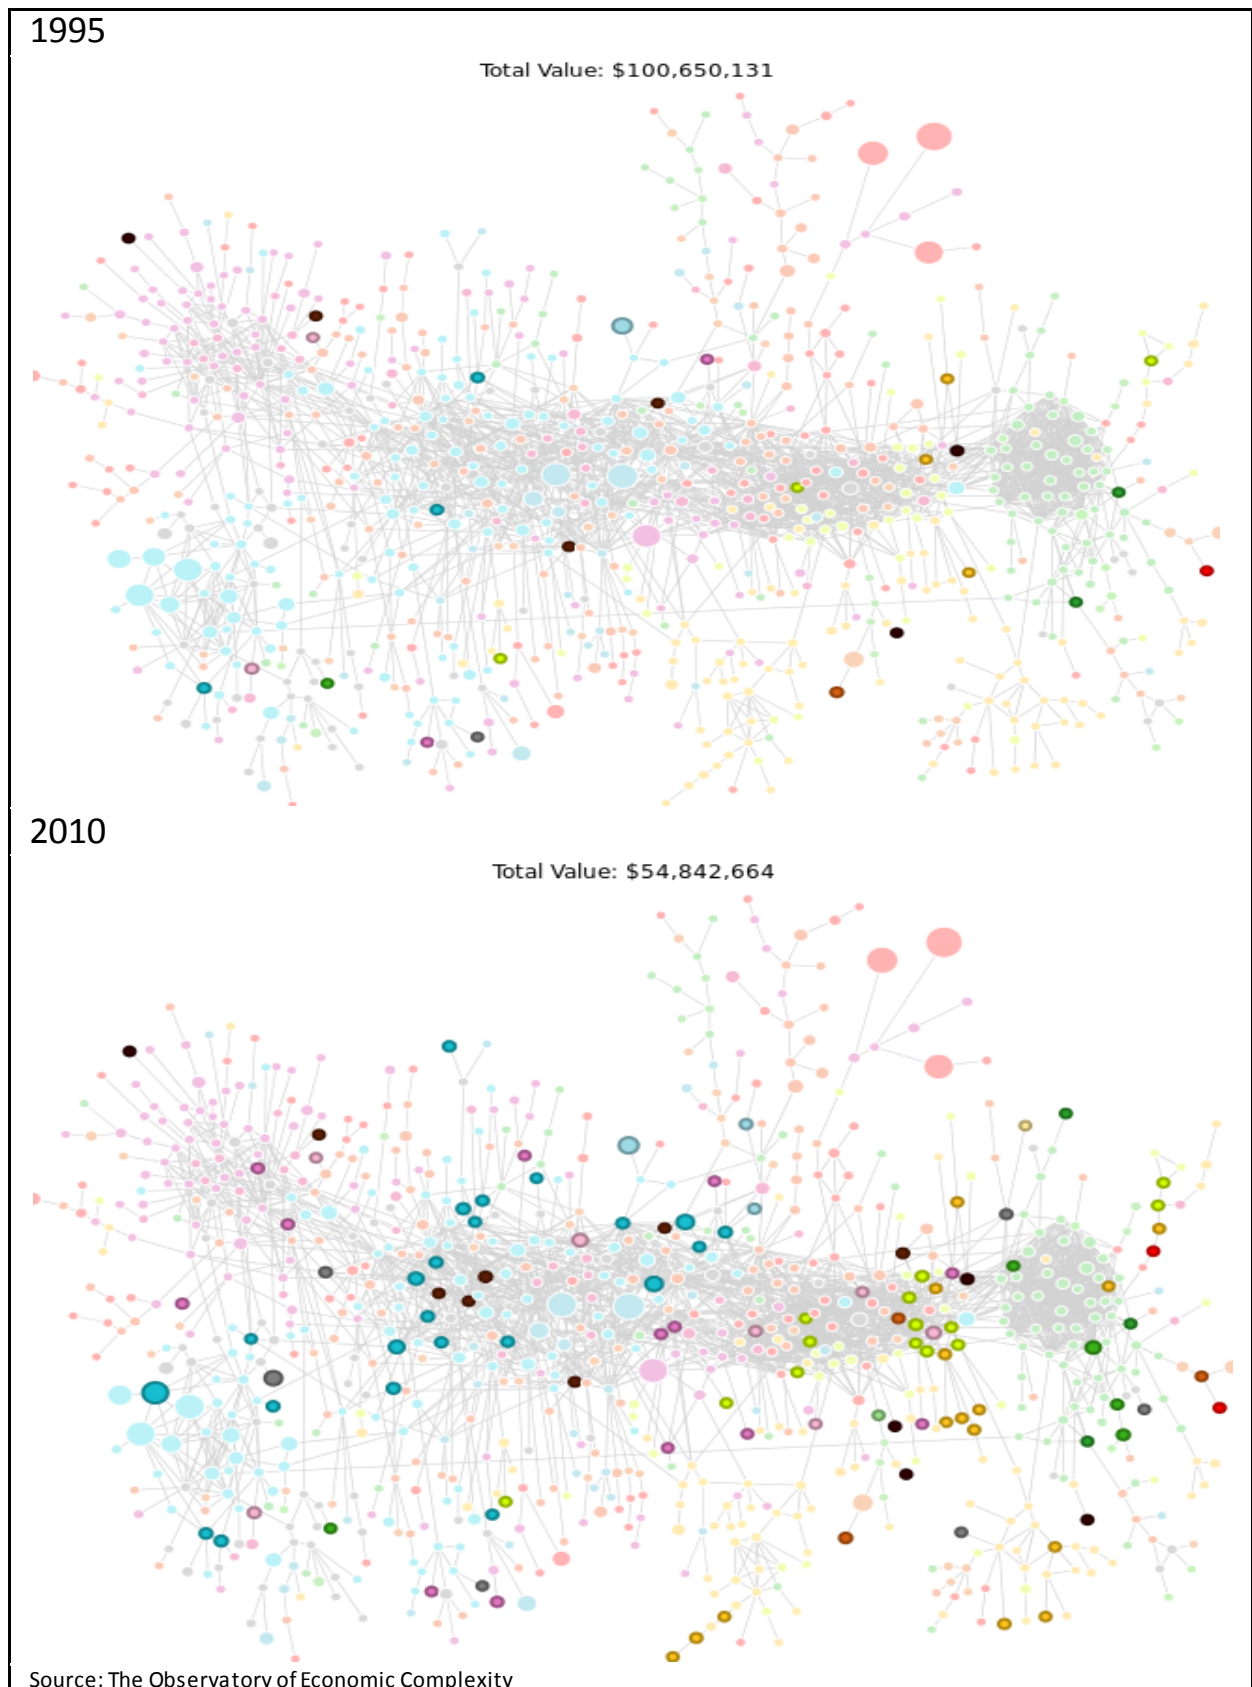 1995
Total Value: $100,650,131
2010
Total Value: $54,842,664
Source: The Observatory of Economic Complexity